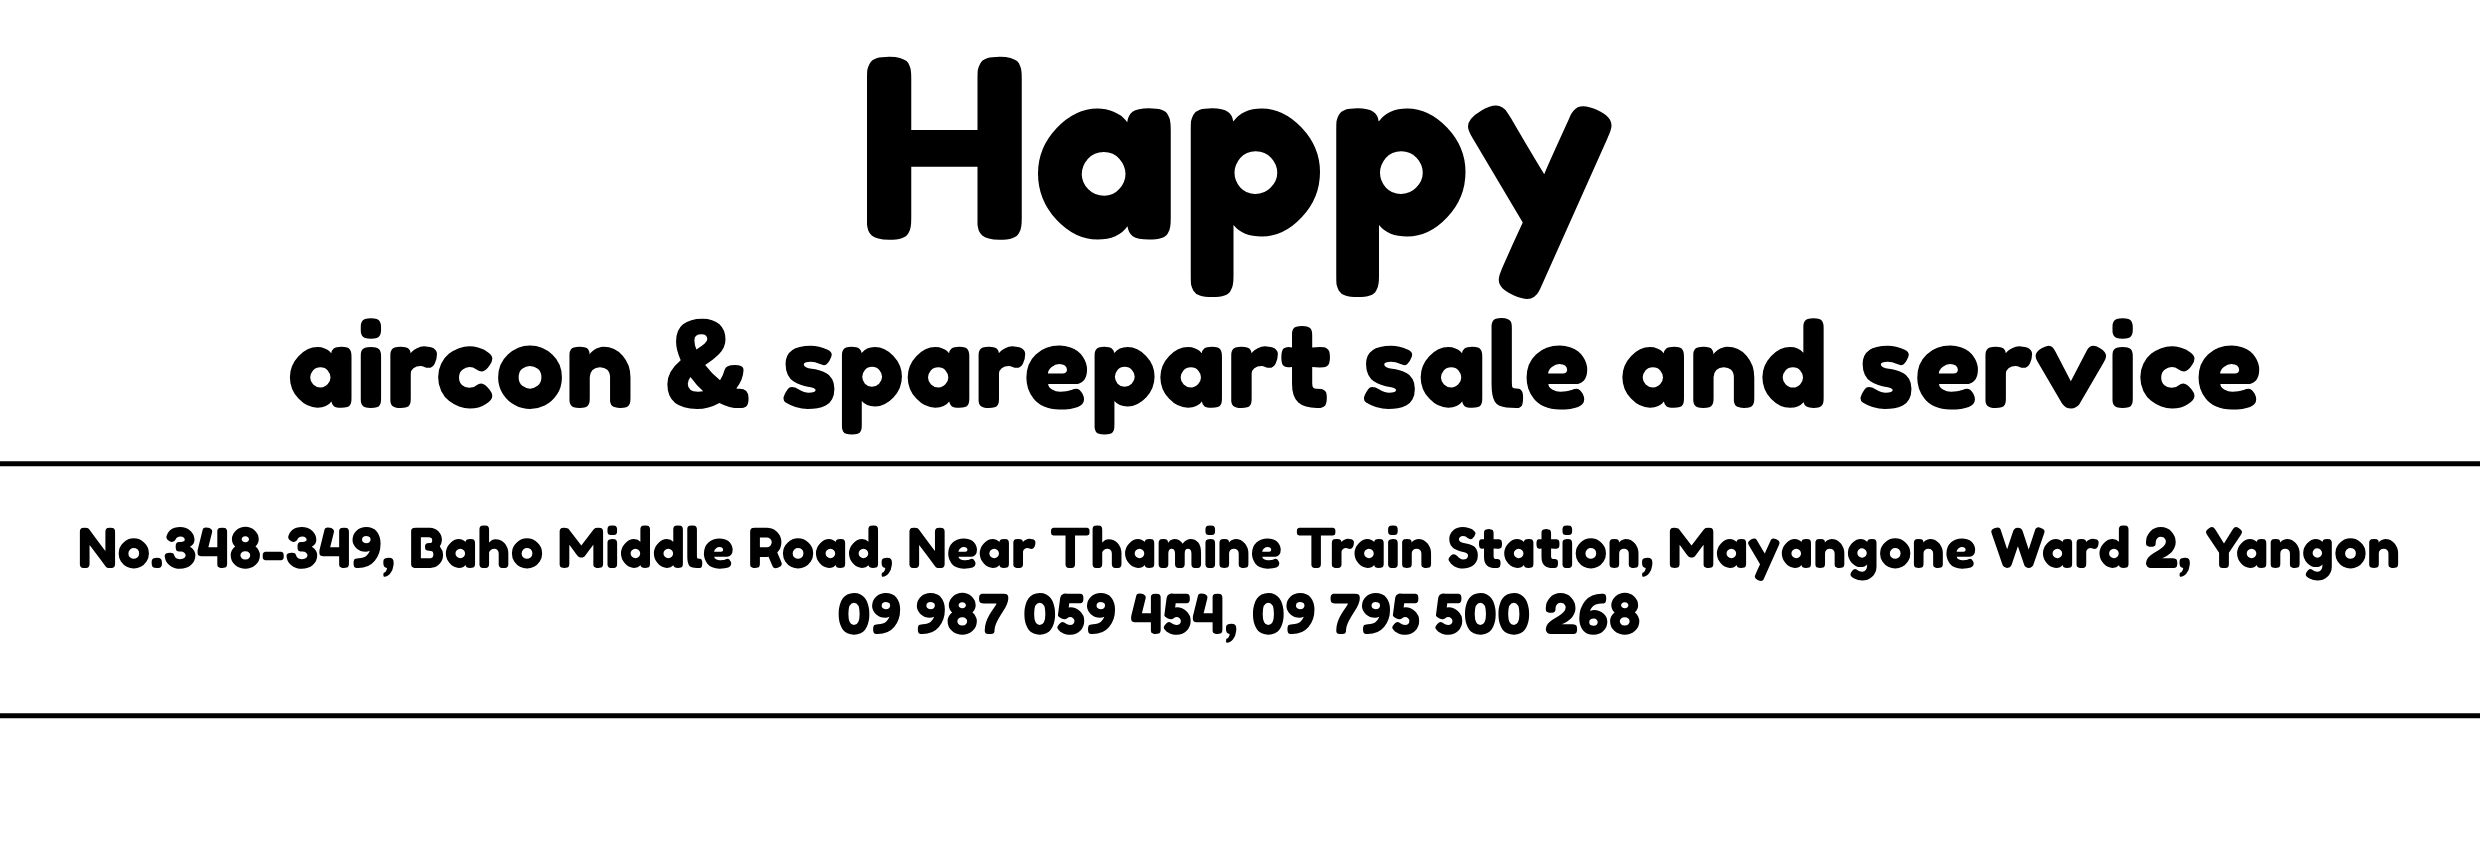 Happy
aircon & sparepart sale and service
No.348-349, Baho Middle Road, Near Thamine Train Station, Mayangone Ward 2, Yangon
09 987 059 454, 09 795 500 268